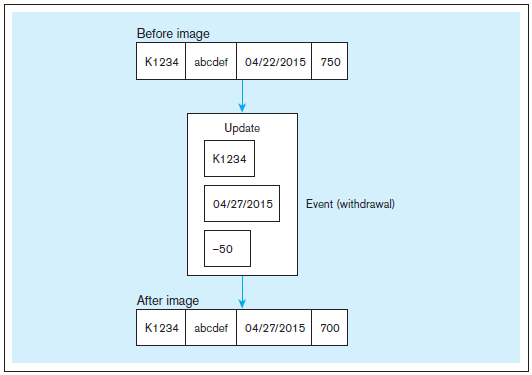 Before image
K1234 abcdef 04/22/2015 750
Update
K1234
04/27/2015 Event (withdrawal)
–50
After image
K1234 abcdef 04/27/2015 700